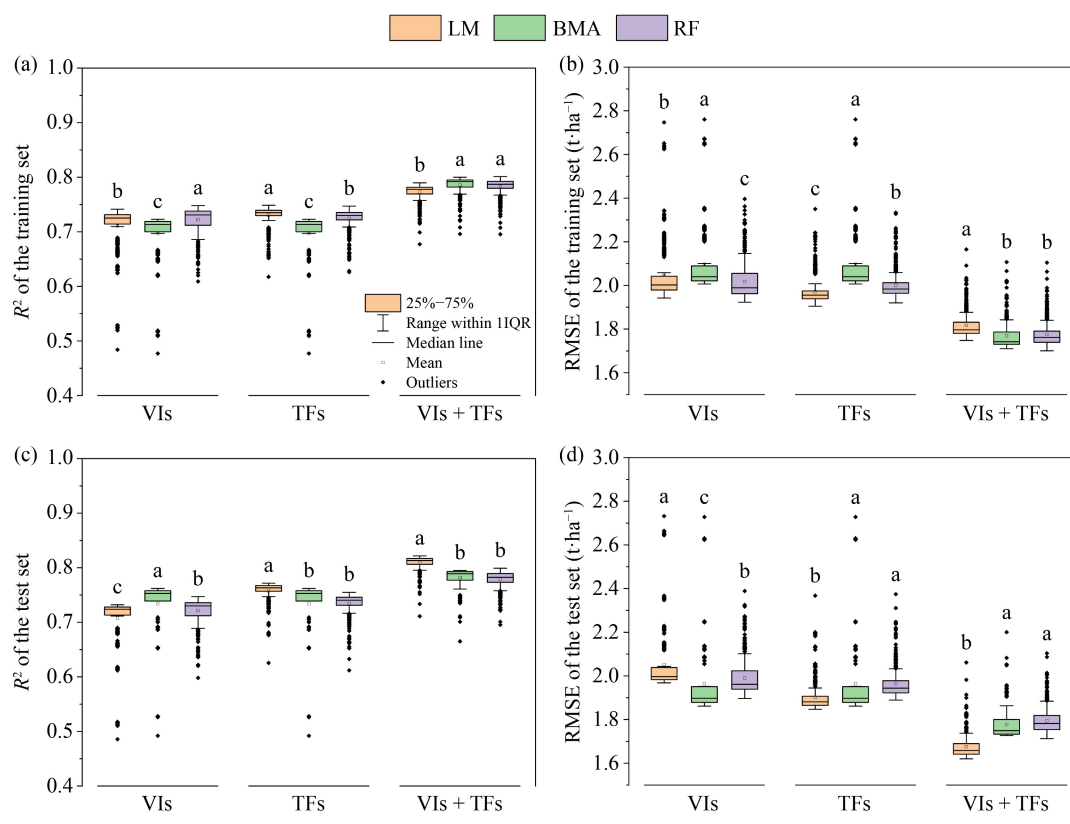 LM BMA RF
(a)
1.0
0.9
0.8
0.7
0.6
0.5
0.4
R² of the training set
b c a a c b b a a
25%−75%
Range within 1IQR
Median line
Mean
Outliers
VIs TFs VIs + TFs
(b)
3.0
2.8
2.6
2.4
2.2
2.0
1.8
1.6
RMSE of the training set (t·ha⁻¹)
b a c c a b a b b
VIs TFs VIs + TFs
(c)
1.0
0.9
0.8
0.7
0.6
0.5
0.4
R² of the test set
c a b a b b a b b
VIs TFs VIs + TFs
(d)
3.0
2.8
2.6
2.4
2.2
2.0
1.8
1.6
RMSE of the test set (t·ha⁻¹)
a c b b a a b a a
VIs TFs VIs + TFs